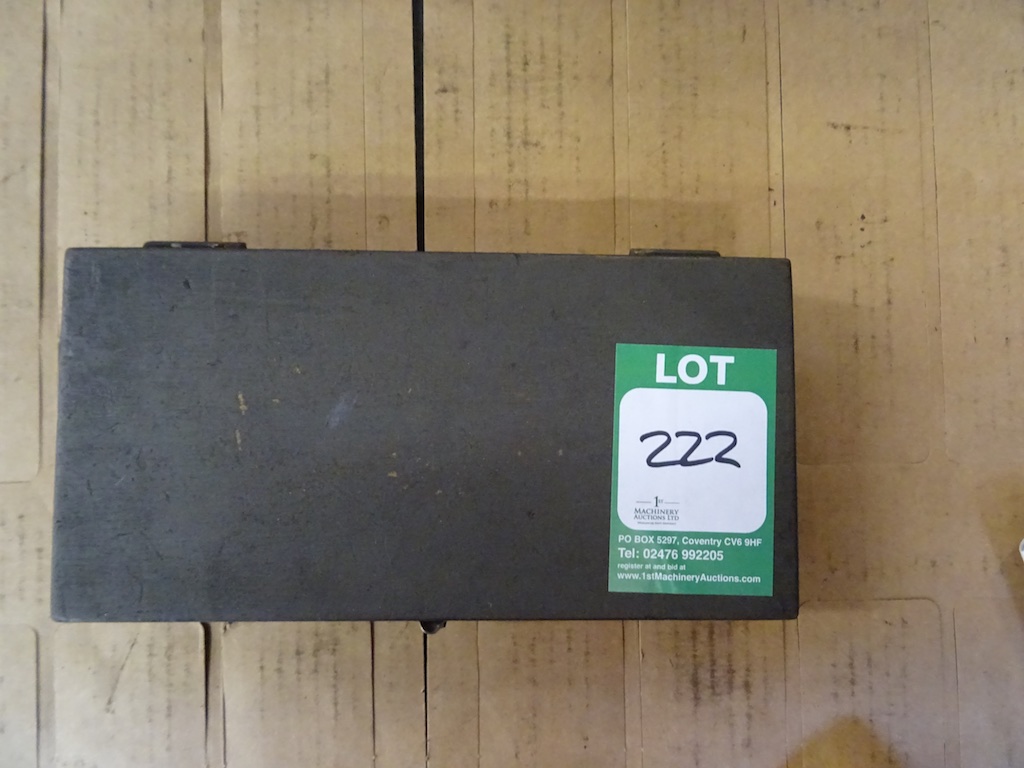 LOT
222
1st
MACHINERY
AUCTIONS LTD
PO BOX 5297, Coventry CV6 9HF
Tel: 02476 992205
register at and bid at
www.1stMachineryAuctions.com